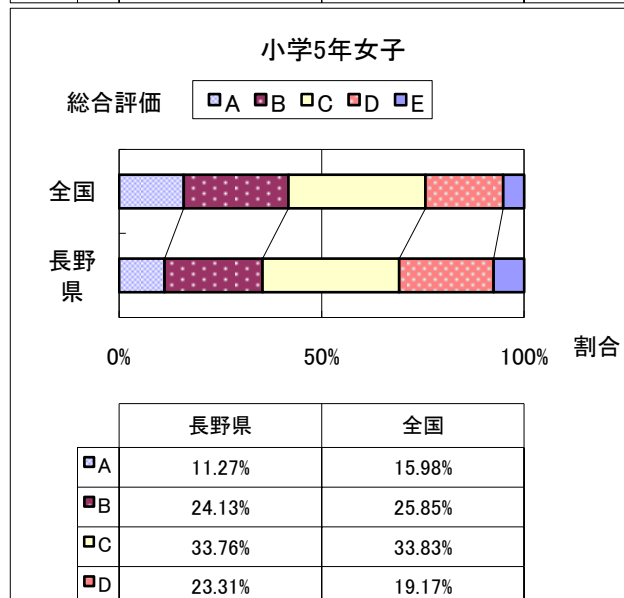 小学5年女子
総合評価 A B C D E
全国
長野
県
0% 50% 100% 割合
長野県 全国
A 11.27% 15.98%
B 24.13% 25.85%
C 33.76% 33.83%
D 23.31% 19.17%